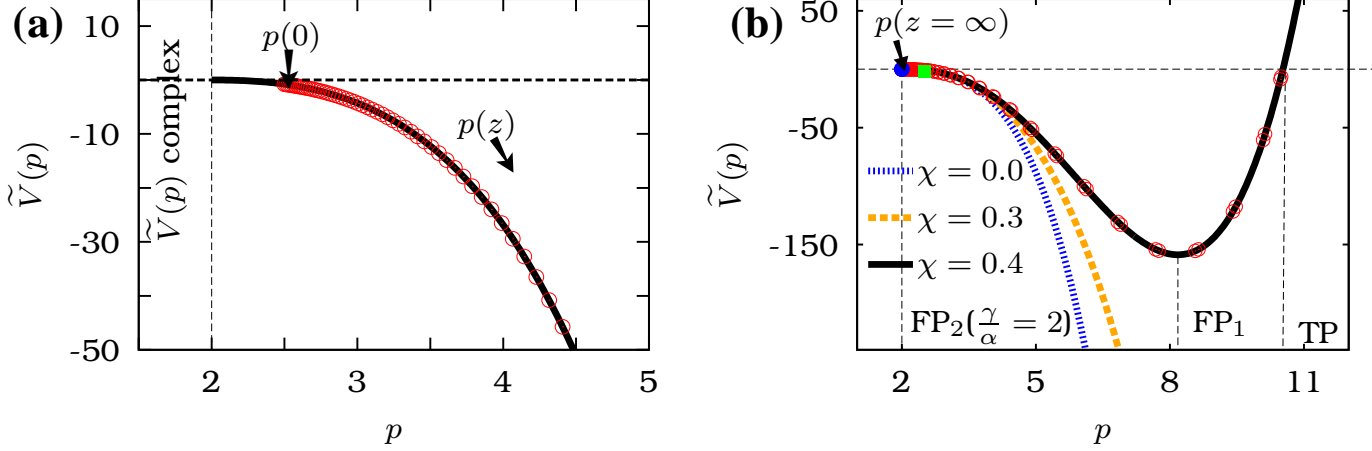 (a)
10
-10
-30
-50
Ṽ(p)
Ṽ(p) complex
p(0)
p(z)
2
3
4
5
p
(b)
50
-50
-150
Ṽ(p)
p(z = ∞)
χ = 0.0
χ = 0.3
χ = 0.4
FP₂(γ/α = 2)
FP₁
TP
2
5
8
11
p